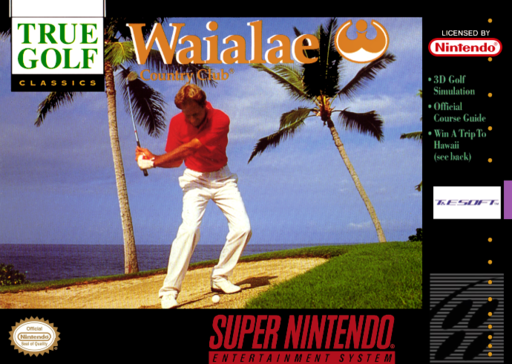 TRUE
GOLF
CLASSICS
Waialae
Country Club®
LICENSED BY
Nintendo®
• 3D Golf
Simulation
• Official
Course Guide
• Win A Trip To
Hawaii
(see back)
T&E SOFT
Official
Nintendo
Seal of Quality
SUPER NINTENDO®
ENTERTAINMENT SYSTEM